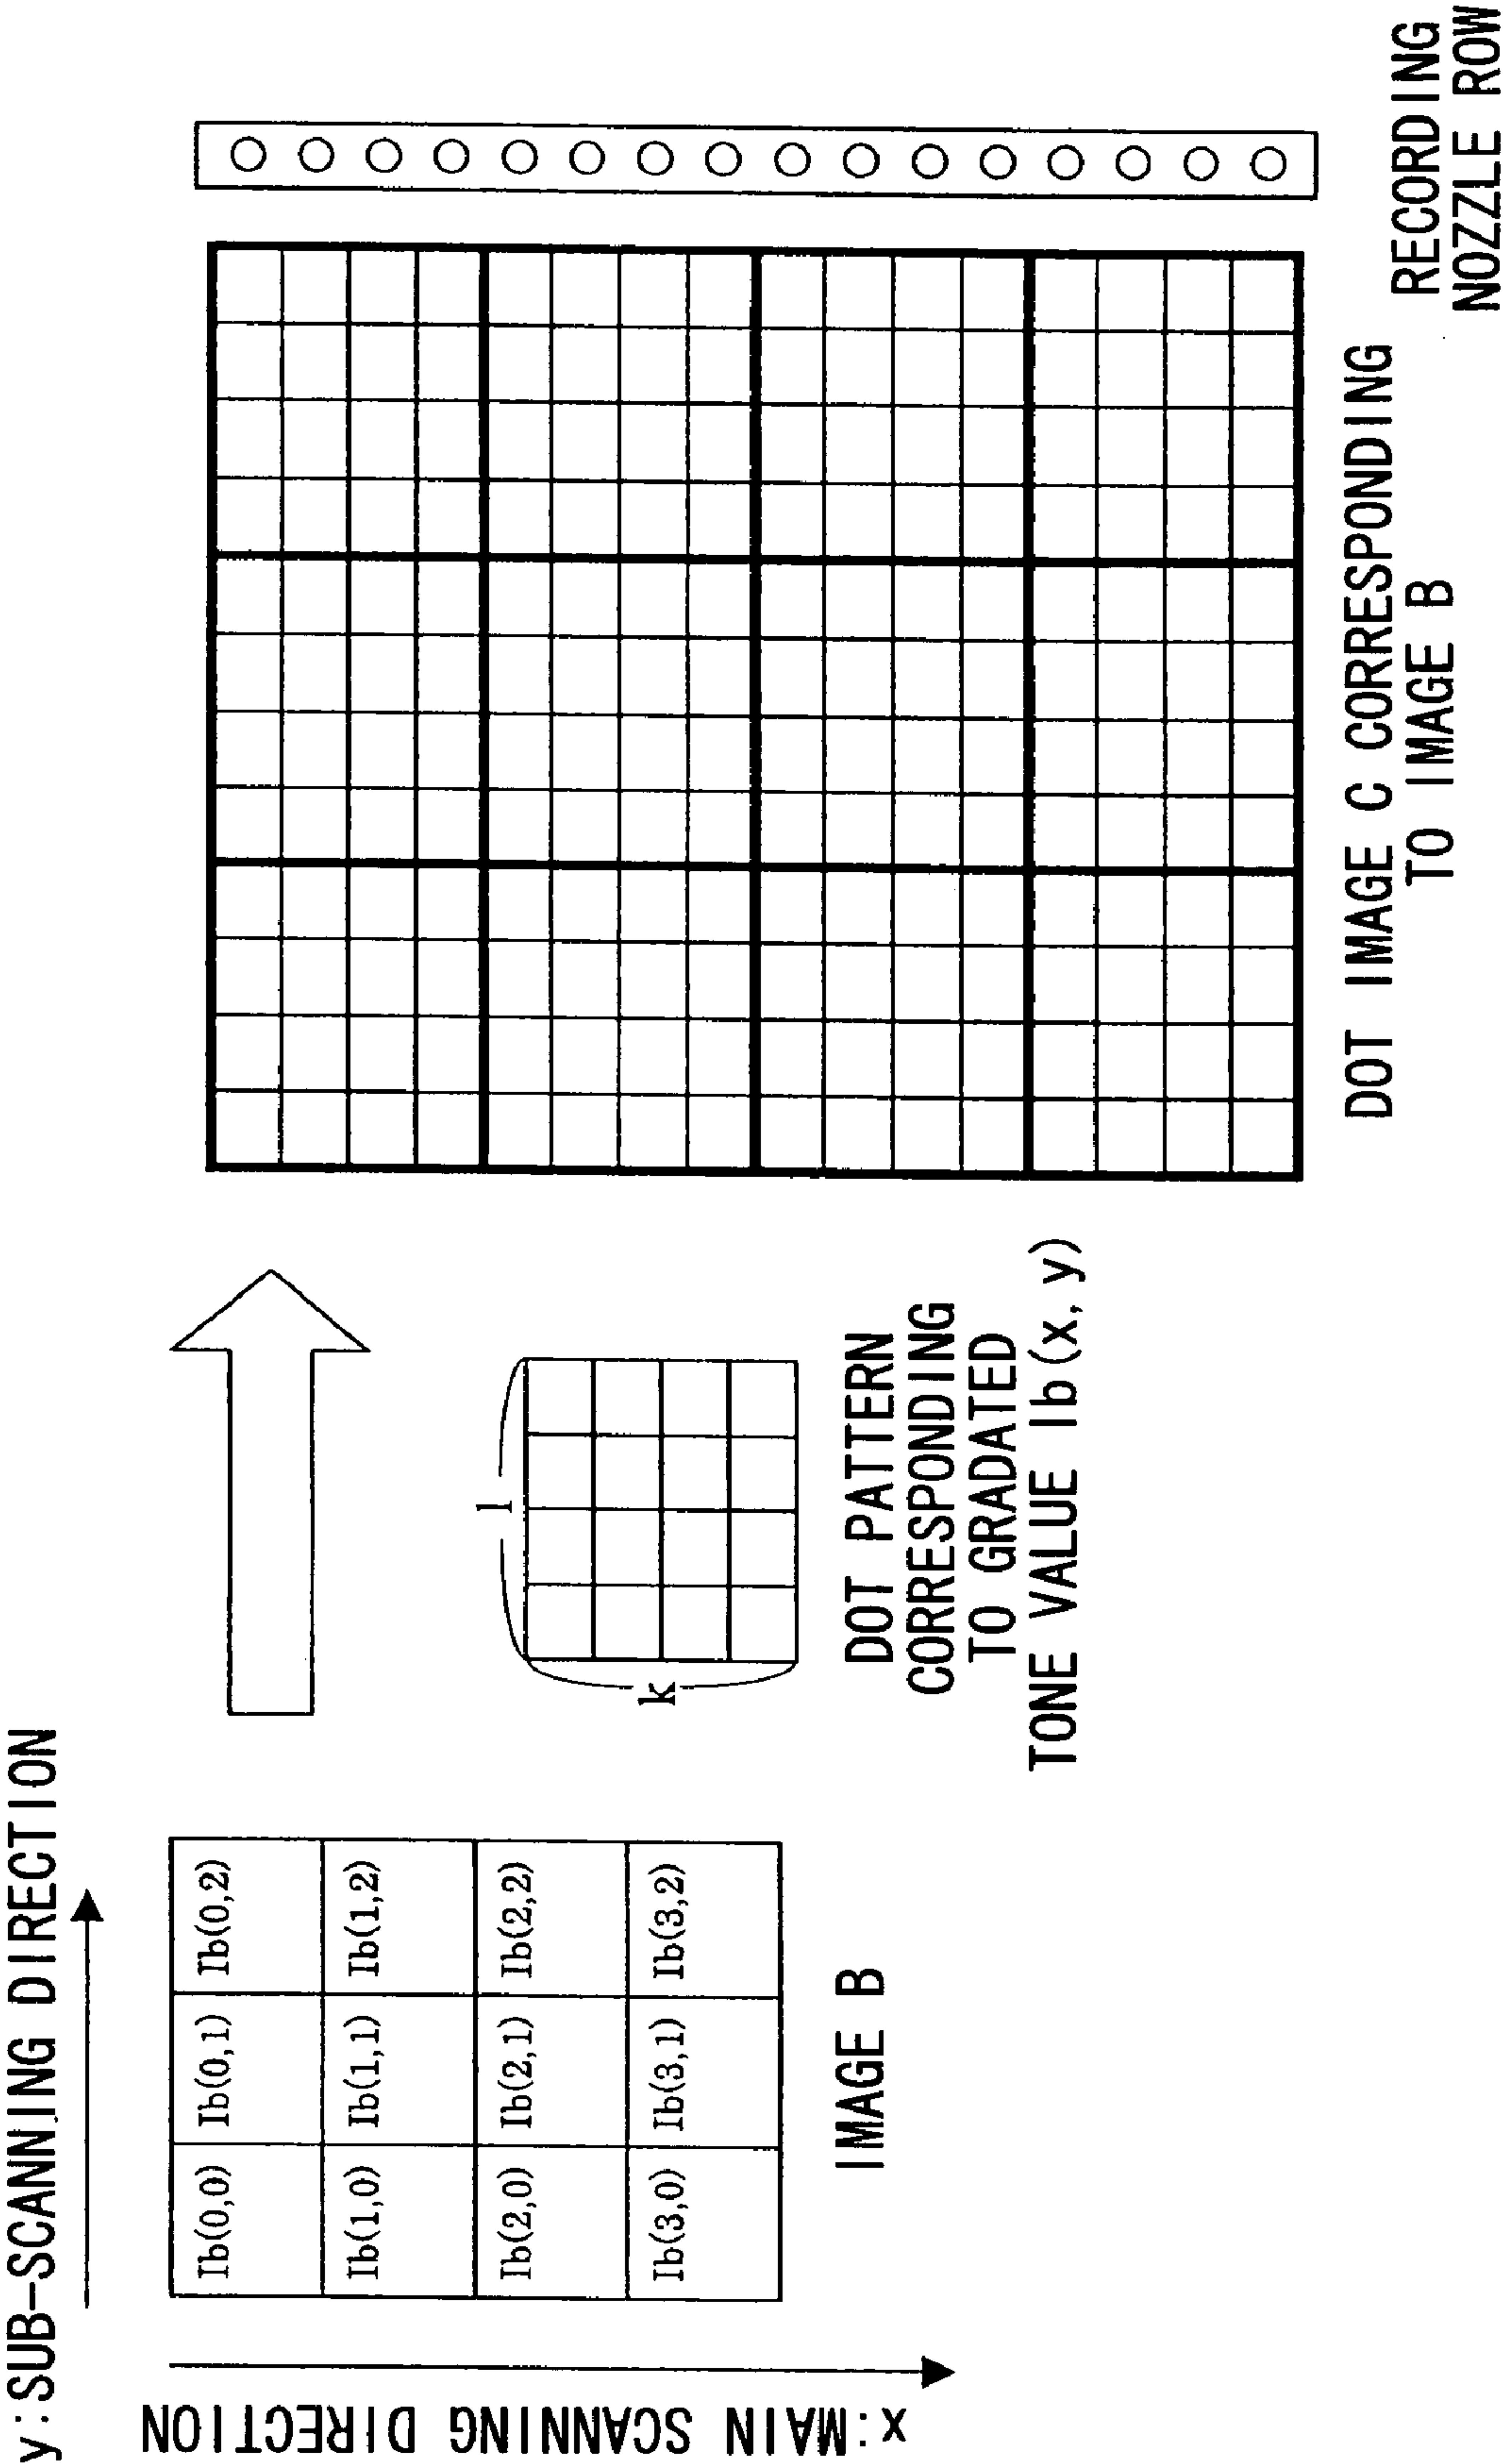 y:SUB-SCANNING DIRECTION
x:MAIN SCANNING DIRECTION
Ib(0,0) Ib(0,1) Ib(0,2)
Ib(1,0) Ib(1,1) Ib(1,2)
Ib(2,0) Ib(2,1) Ib(2,2)
Ib(3,0) Ib(3,1) Ib(3,2)
IMAGE B
l
k
DOT PATTERN
CORRESPONDING
TO GRADATED
TONE VALUE Ib(x, y)
DOT IMAGE C CORRESPONDING
TO IMAGE B
RECORDING
NOZZLE ROW